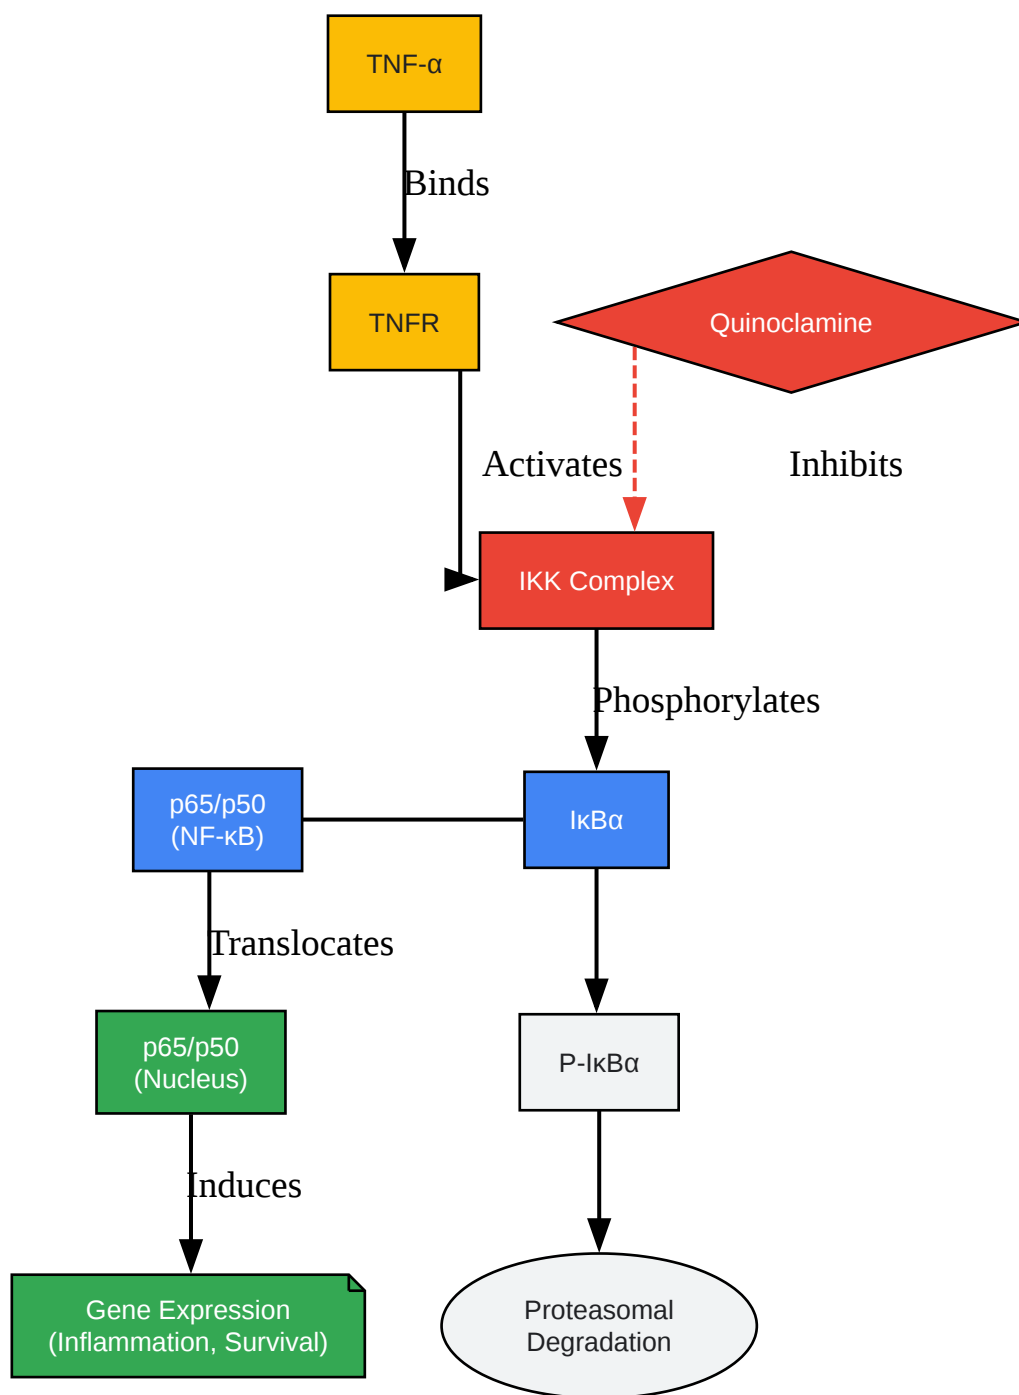 TNF-α
Binds
TNFR
Quinoclamine
Activates
Inhibits
IKK Complex
Phosphorylates
p65/p50
(NF-κB)
IκBα
Translocates
p65/p50
(Nucleus)
P-IκBα
Induces
Gene Expression
(Inflammation, Survival)
Proteasomal
Degradation